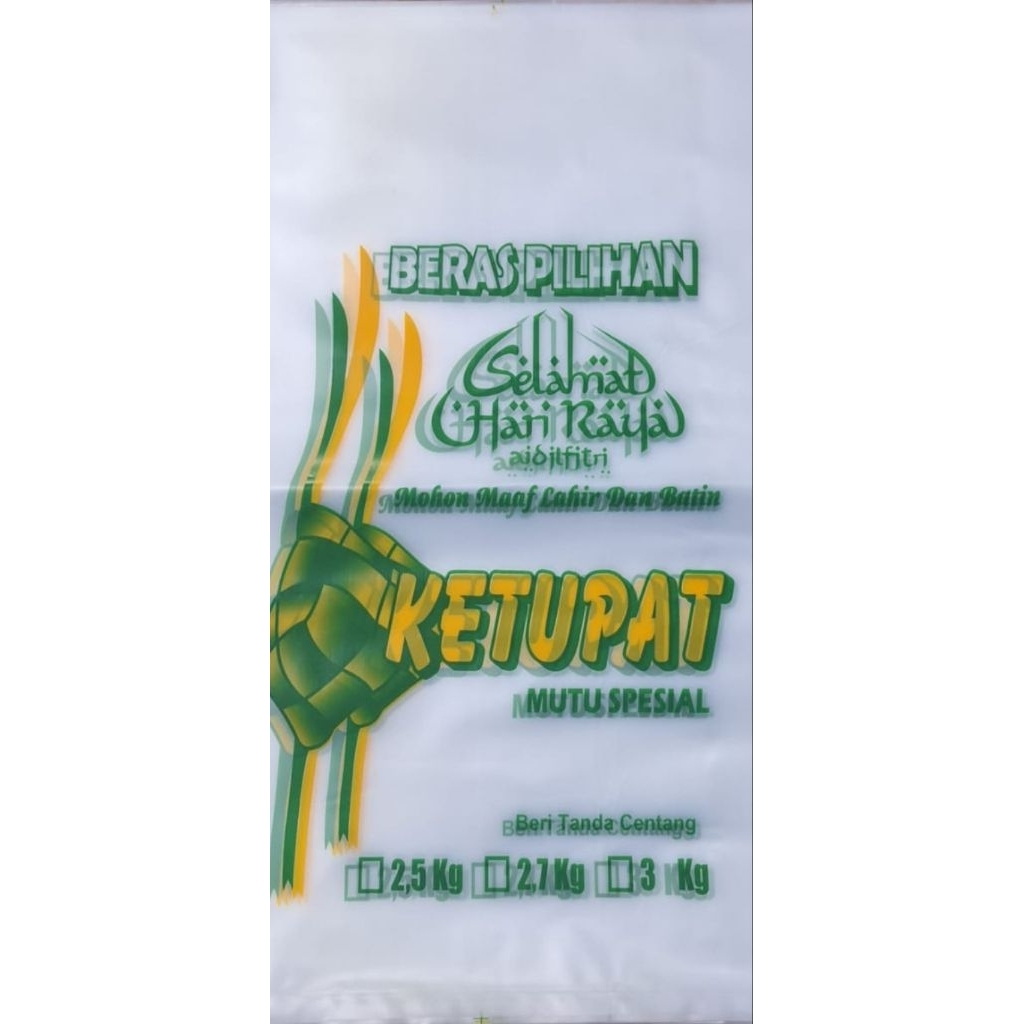 BERAS PILIHAN
Selamat
Hari Raya
aidilfitri
Mohon Maaf Lahir Dan Batin
KETUPAT
MUTU SPESIAL
Beri Tanda Centang
2,5 Kg 2,7 Kg 3 Kg